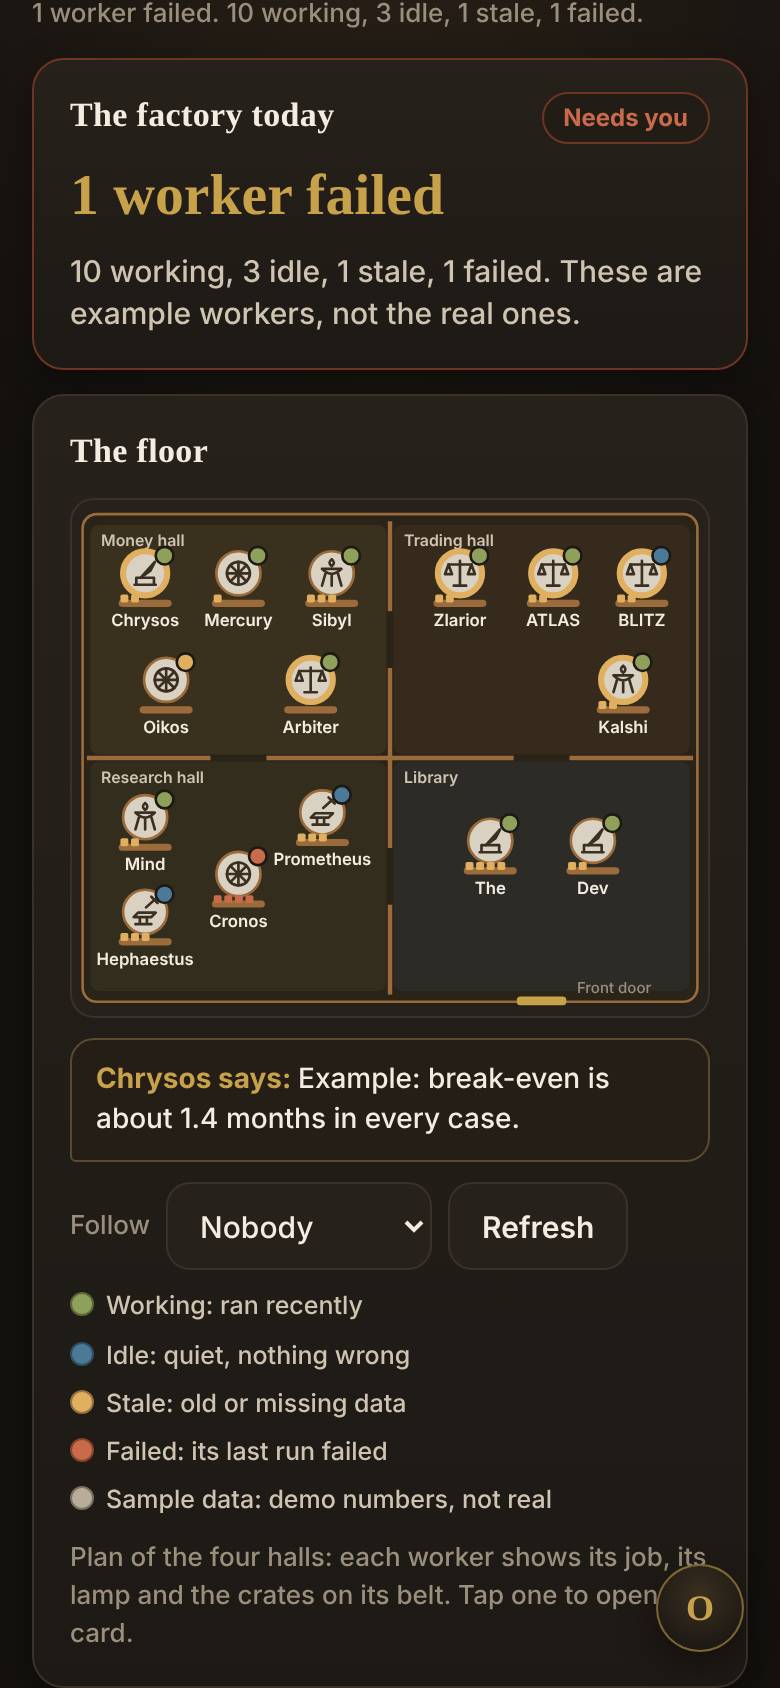 1 worker failed. 10 working, 3 idle, 1 stale, 1 failed.
The factory today
Needs you
1 worker failed
10 working, 3 idle, 1 stale, 1 failed. These are
example workers, not the real ones.
The floor
Money hall
Trading hall
Chrysos
Mercury
Sibyl
Zlarior
ATLAS
BLITZ
Oikos
Arbiter
Kalshi
Research hall
Library
Mind
Prometheus
The
Dev
Cronos
Hephaestus
Front door
Chrysos says: Example: break-even is
about 1.4 months in every case.
Follow
Nobody
Refresh
Working: ran recently
Idle: quiet, nothing wrong
Stale: old or missing data
Failed: its last run failed
Sample data: demo numbers, not real
Plan of the four halls: each worker shows its job, its
lamp and the crates on its belt. Tap one to open
card.
O